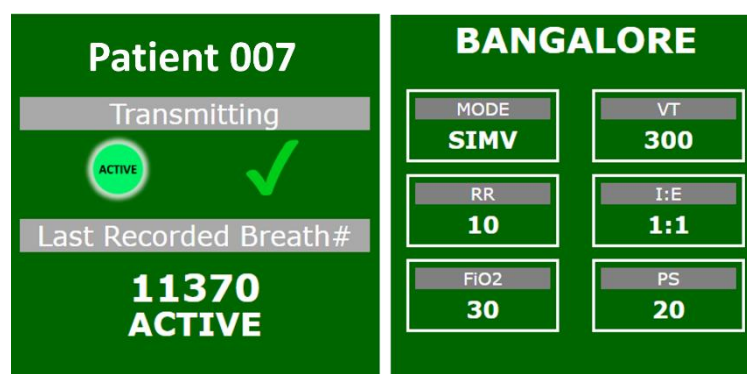 Patient 007
Transmitting
ACTIVE
Last Recorded Breath#
11370
ACTIVE
BANGALORE
MODE
SIMV
VT
300
RR
10
I:E
1:1
FiO2
30
PS
20